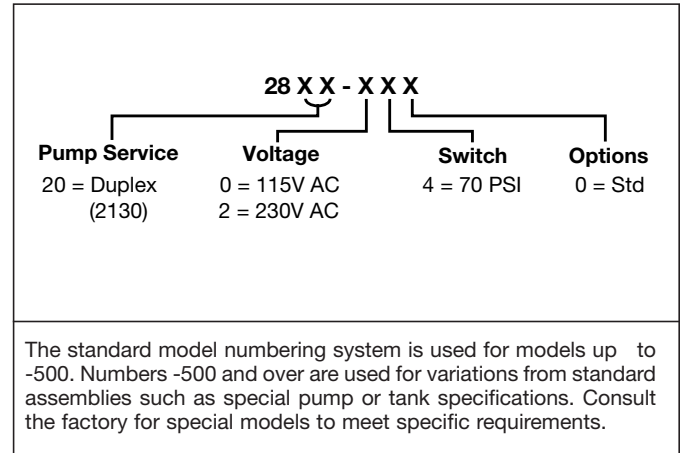 28 X X - X X X
Pump Service Voltage Switch Options
20 = Duplex 0 = 115V AC 4 = 70 PSI 0 = Std
(2130) 2 = 230V AC
The standard model numbering system is used for models up to
-500. Numbers -500 and over are used for variations from standard
assemblies such as special pump or tank specifications. Consult
the factory for special models to meet specific requirements.